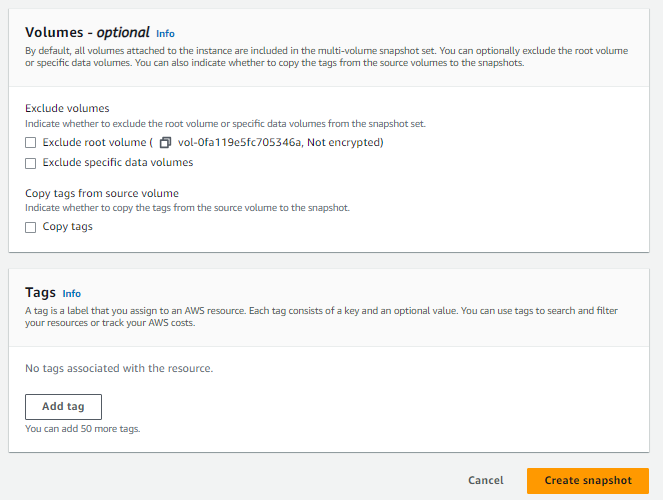 Volumes - optional Info
By default, all volumes attached to the instance are included in the multi-volume snapshot set. You can optionally exclude the root volume
or specific data volumes. You can also indicate whether to copy the tags from the source volumes to the snapshots.
Exclude volumes
Indicate whether to exclude the root volume or specific data volumes from the snapshot set.
Exclude root volume ( vol-0fa119e5fc705346a, Not encrypted)
Exclude specific data volumes
Copy tags from source volume
Indicate whether to copy the tags from the source volume to the snapshot.
Copy tags
Tags Info
A tag is a label that you assign to an AWS resource. Each tag consists of a key and an optional value. You can use tags to search and filter
your resources or track your AWS costs.
No tags associated with the resource.
Add tag
You can add 50 more tags.
Cancel Create snapshot